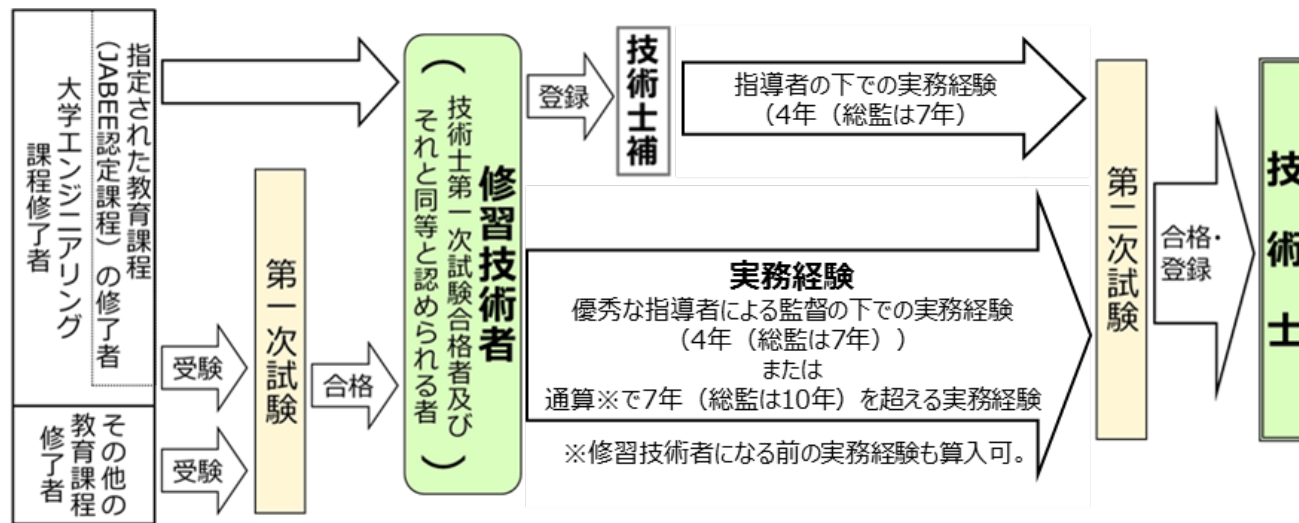 指定された教育課程
(JABEE認定課程)の修了者
大学エンジニアリング
課程修了者
その他の
教育課程
修了者
受験
受験
第一次試験
合格
修習技術者
(技術士第一次試験合格者及び
それと同等と認められる者)
登録
技術士補
指導者の下での実務経験
(4年(総監は7年)
実務経験
優秀な指導者による監督の下での実務経験
(4年(総監は7年))
または
通算※で7年(総監は10年)を超える実務経験
※修習技術者になる前の実務経験も算入可。
第二次試験
合格・
登録
技術士